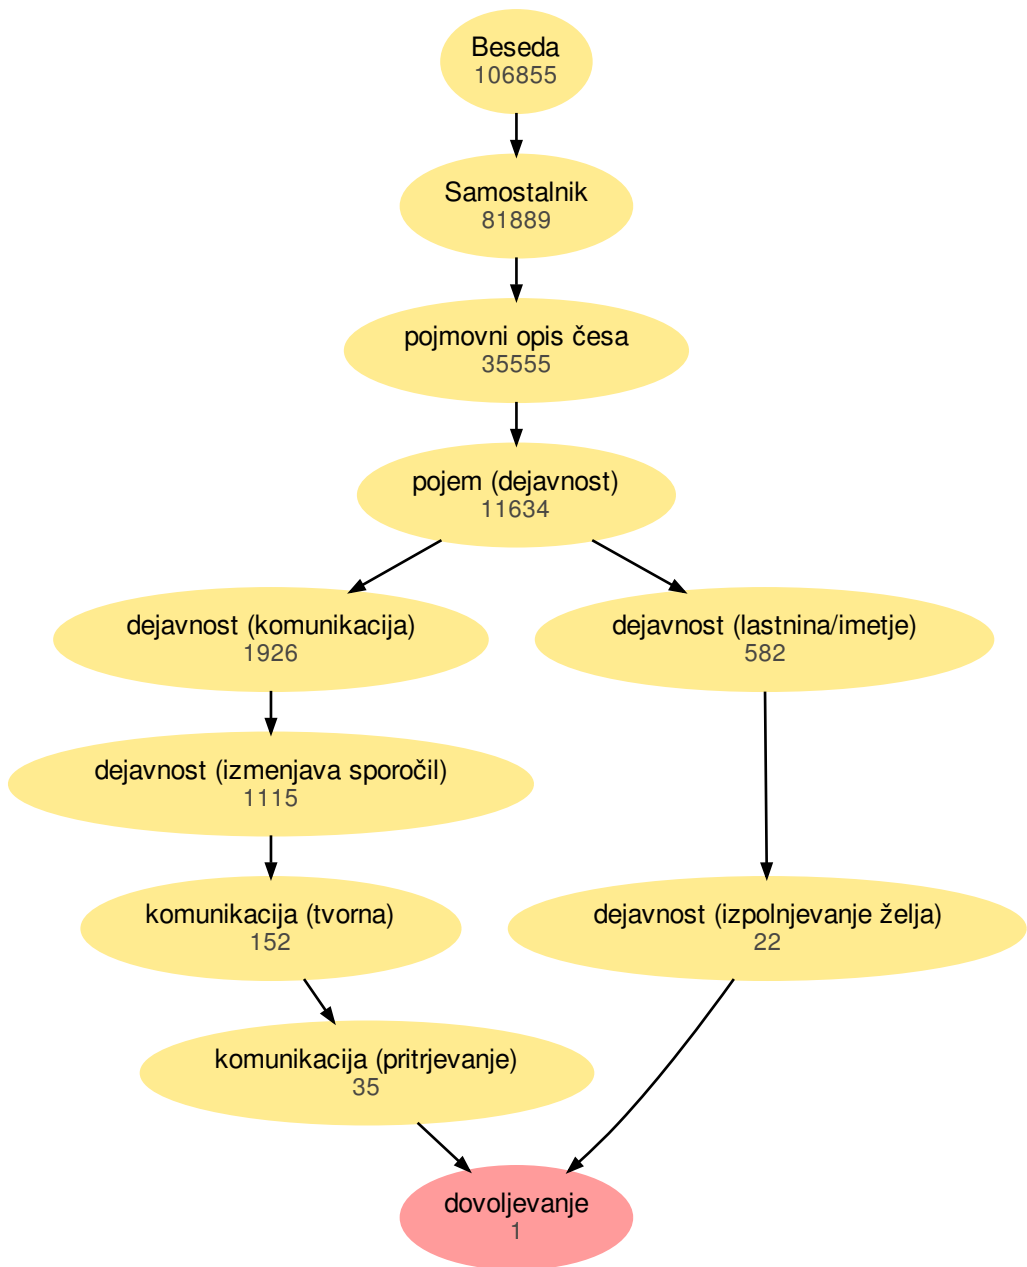 Beseda
106855
Samostalnik
81889
pojmovni opis česa
35555
pojem (dejavnost)
11634
dejavnost (komunikacija)
1926
dejavnost (lastnina/imetje)
582
dejavnost (izmenjava sporočil)
1115
komunikacija (tvorna)
152
dejavnost (izpolnjevanje želja)
22
komunikacija (pritrjevanje)
35
dovoljevanje
1